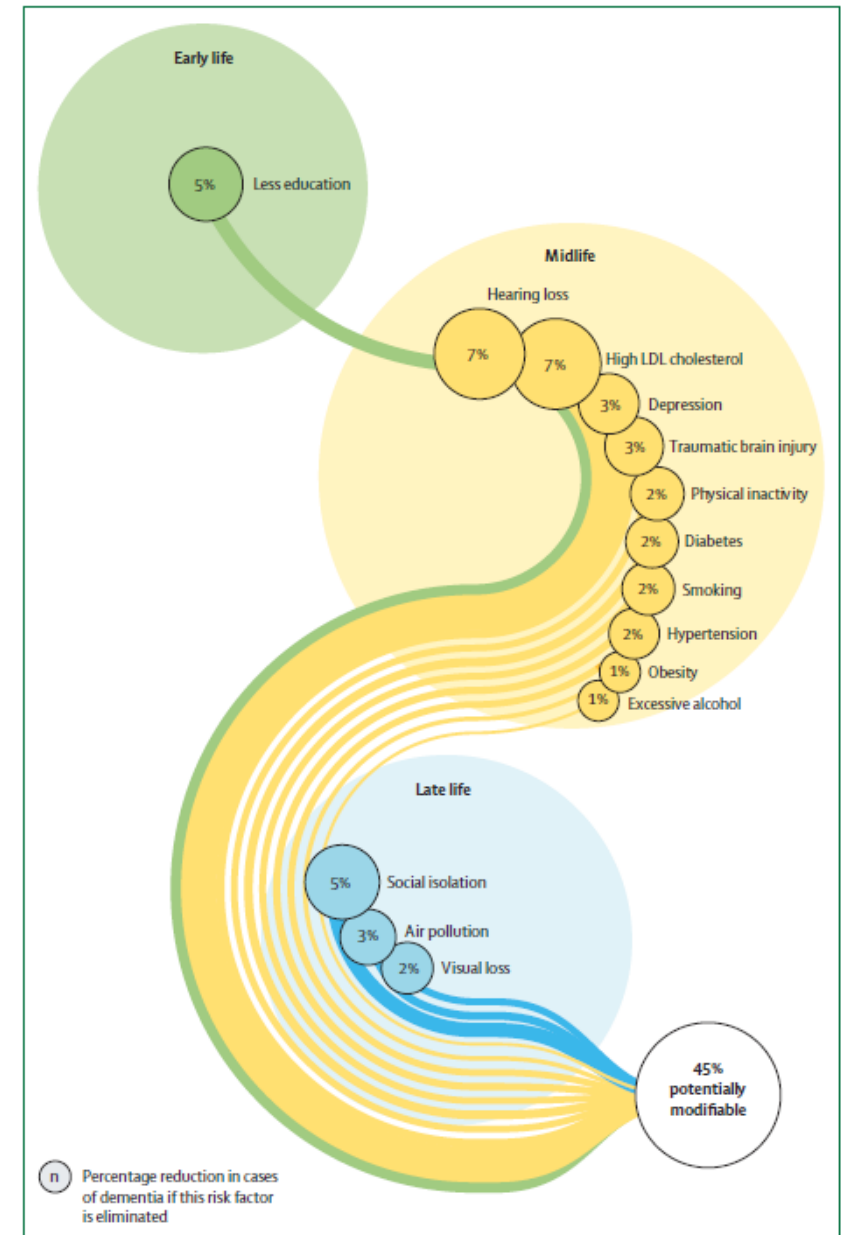 Early life
5%
Less education
Midlife
Hearing loss
7%
7%
High LDL cholesterol
3%
Depression
3%
Traumatic brain injury
2%
Physical inactivity
2%
Diabetes
2%
Smoking
2%
Hypertension
1%
Obesity
1%
Excessive alcohol
Late life
5%
Social isolation
3%
Air pollution
2%
Visual loss
45%
potentially
modifiable
n
Percentage reduction in cases
of dementia if this risk factor
is eliminated